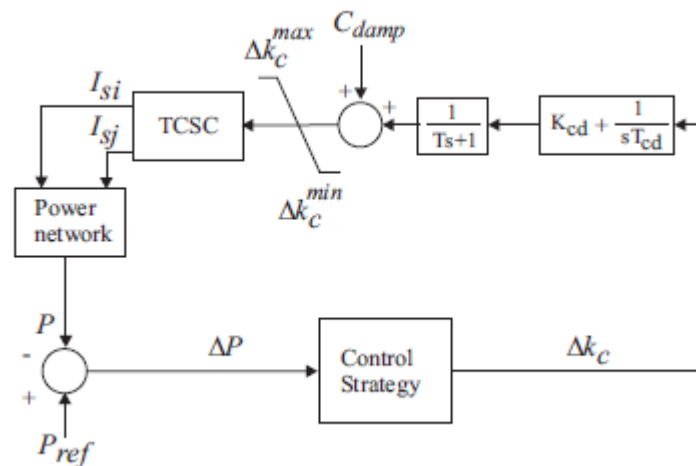 C_damp
Δk_c^max
I_si
I_sj
TCSC
+
+
1
Ts+1
K_cd + 1
sT_cd
Δk_c^min
Power
network
P
-
+
ΔP
Control
Strategy
Δk_c
P_ref